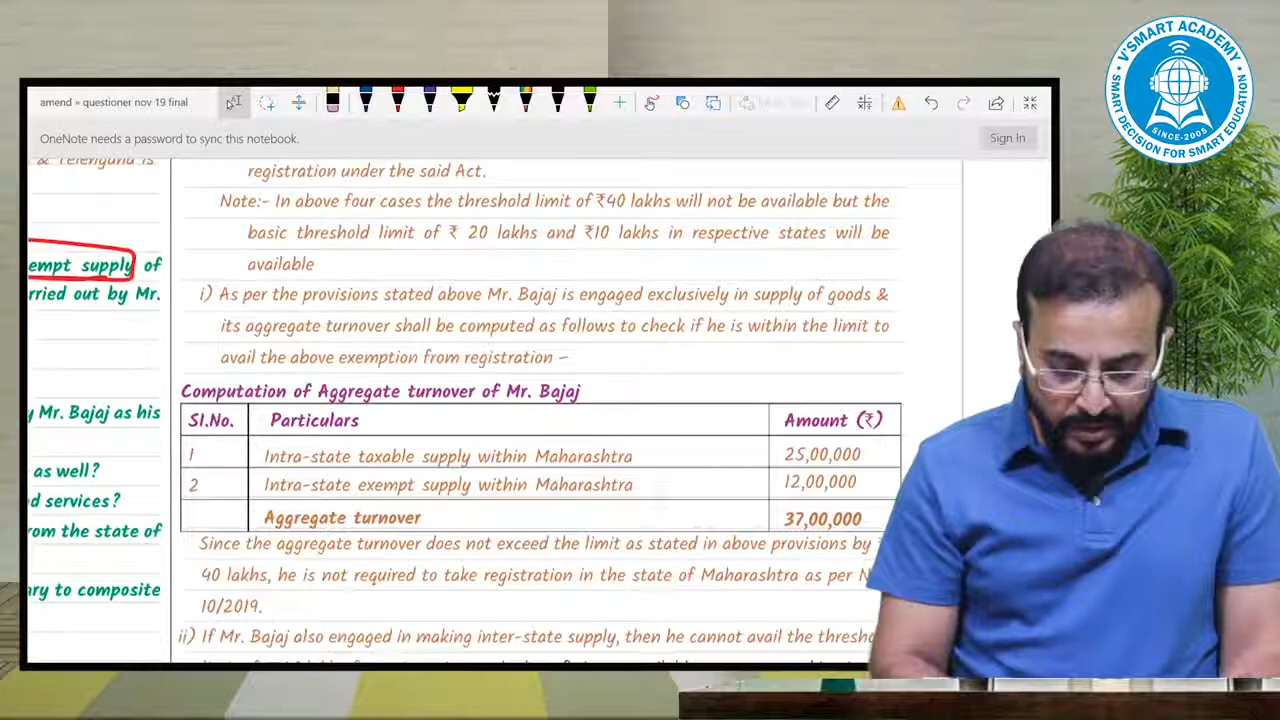 amend » questioner nov 19 final
OneNote needs a password to sync this notebook.
Sign In
V'SMART ACADEMY
SINCE-2005
SMART DECISION FOR SMART EDUCATION
empt supply of
rried out by Mr.
y Mr. Bajaj as his
as well?
d services?
rom the state of
ry to composite
registration under the said Act.
Note:- In above four cases the threshold limit of ₹40 lakhs will not be available but the
basic threshold limit of ₹ 20 lakhs and ₹10 lakhs in respective states will be
available
i) As per the provisions stated above Mr. Bajaj is engaged exclusively in supply of goods &
its aggregate turnover shall be computed as follows to check if he is within the limit to
avail the above exemption from registration –
Computation of Aggregate turnover of Mr. Bajaj
Sl.No. Particulars Amount (₹)
1 Intra-state taxable supply within Maharashtra 25,00,000
2 Intra-state exempt supply within Maharashtra 12,00,000
Aggregate turnover 37,00,000
Since the aggregate turnover does not exceed the limit as stated in above provisions by
40 lakhs, he is not required to take registration in the state of Maharashtra as per
10/2019.
ii) If Mr. Bajaj also engaged in making inter-state supply, then he cannot avail the thresho